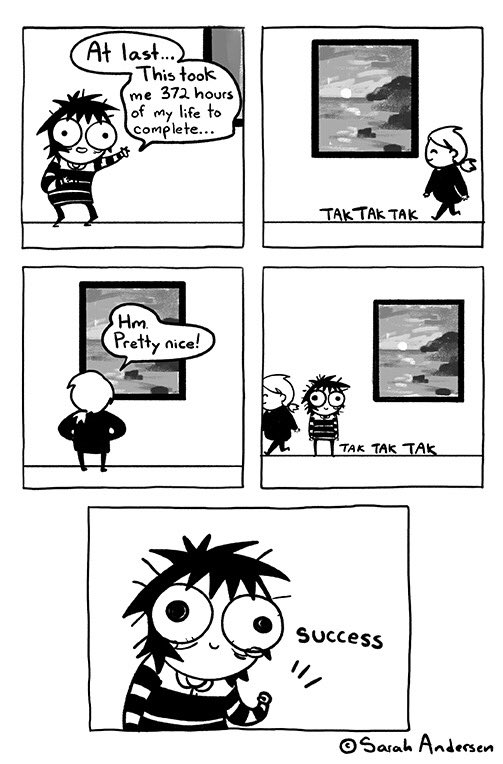 At last...
This took
me 372 hours
of my life to
complete...
TAK TAK TAK
Hm.
Pretty nice!
TAK TAK TAK
success
©Sarah Andersen